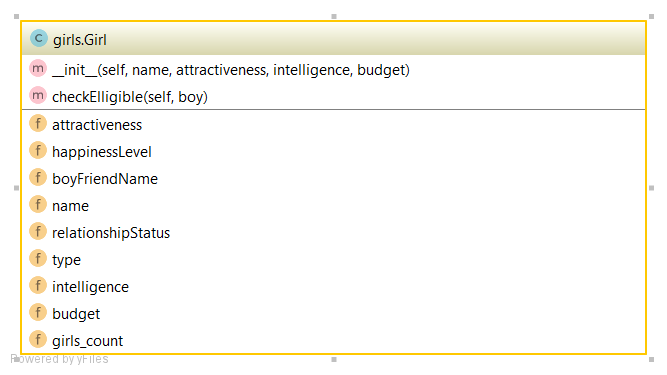 C girls.Girl
m __init__(self, name, attractiveness, intelligence, budget)
m checkElligible(self, boy)
f attractiveness
f happinessLevel
f boyFriendName
f name
f relationshipStatus
f type
f intelligence
f budget
f girls_count
Powered by yFiles